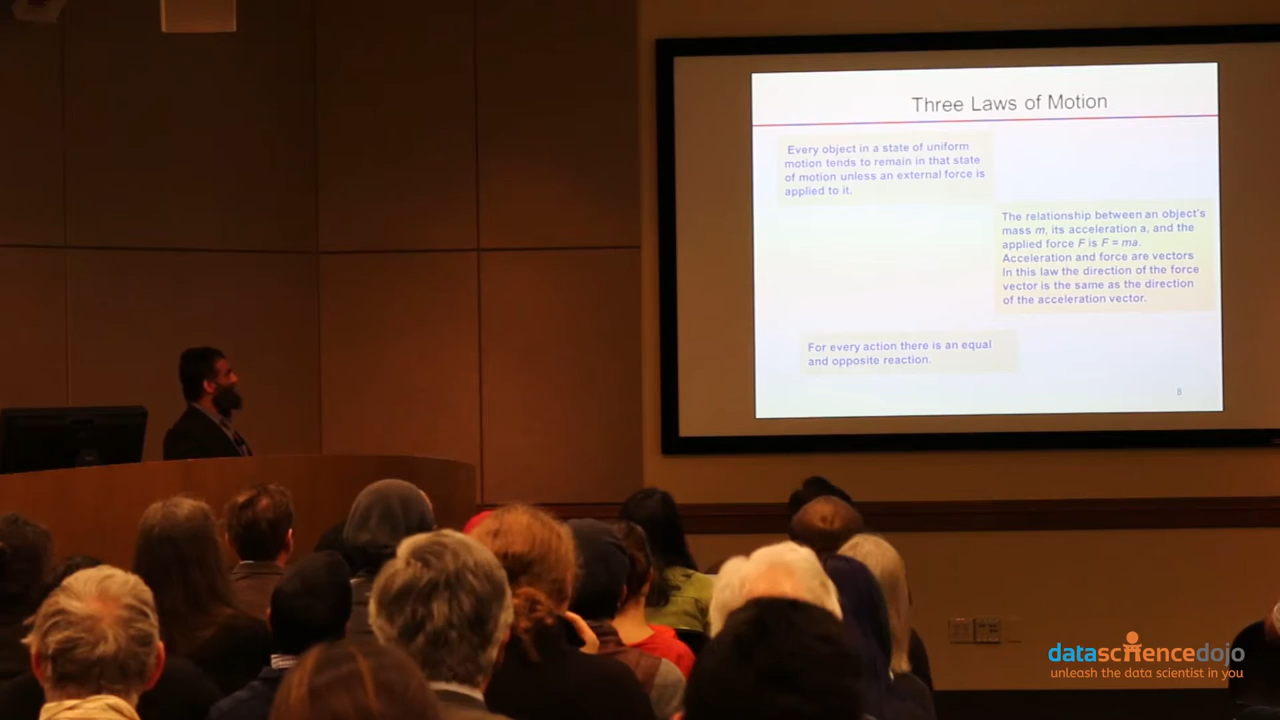 Three Laws of Motion
Every object in a state of uniform
motion tends to remain in that state
of motion unless an external force is
applied to it.
The relationship between an object's
mass m, its acceleration a, and the
applied force F is F = ma.
Acceleration and force are vectors
In this law the direction of the force
vector is the same as the direction
of the acceleration vector.
For every action there is an equal
and opposite reaction.
8
datasciencedojo
unleash the data scientist in you